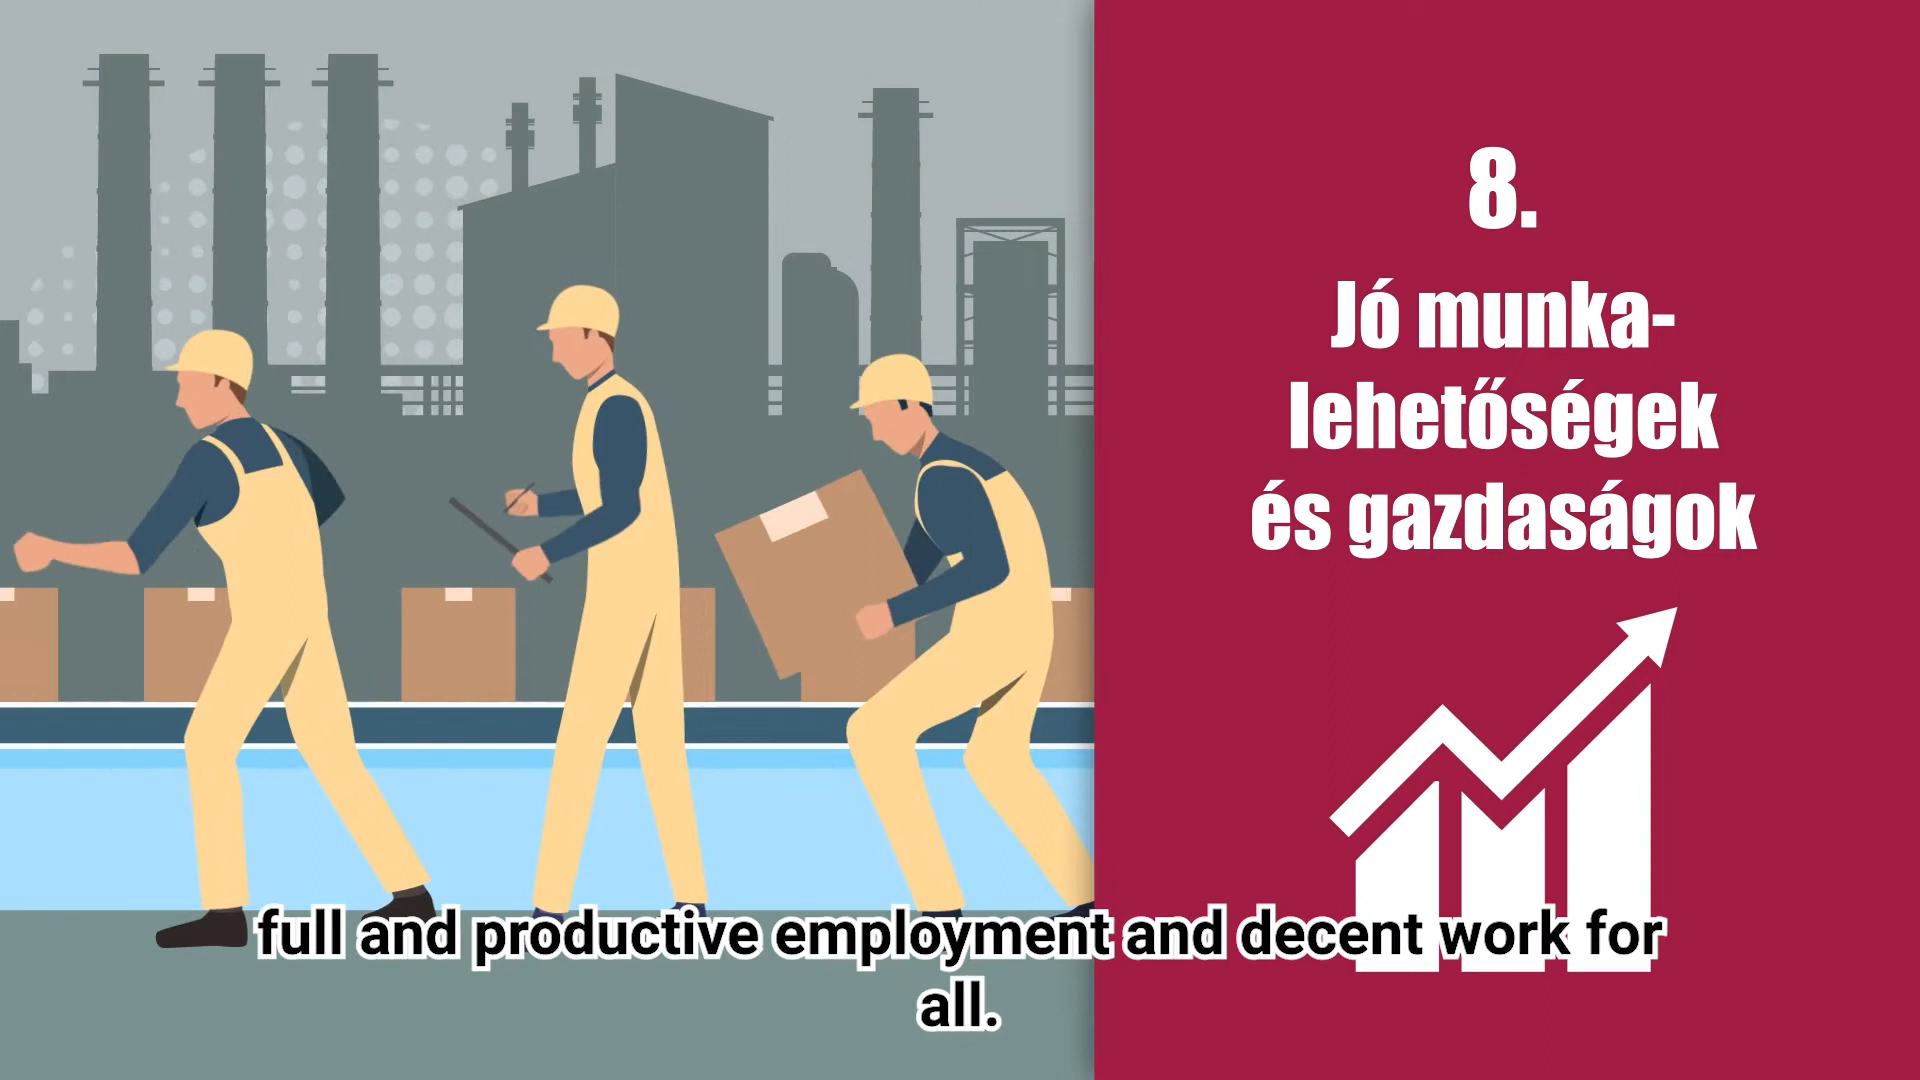 8.
Jó munka-
lehetőségek
és gazdaságok
full and productive employment and decent work for
all.